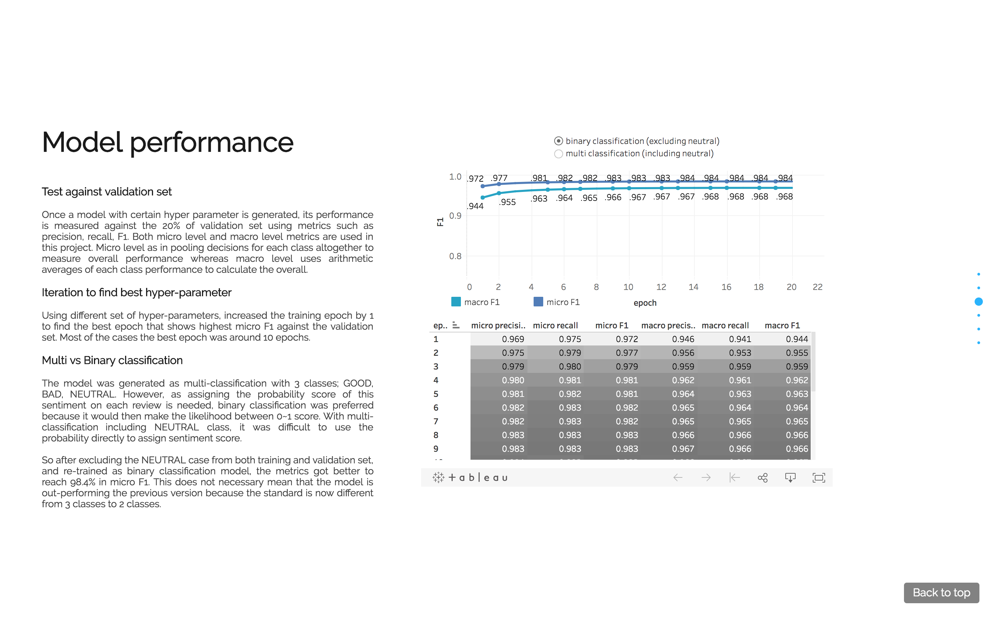 Model performance
Test against validation set
Once a model with certain hyper parameter is generated, its performance
is measured against the 20% of validation set using metrics such as
precision, recall, F1. Both micro level and macro level metrics are used in
this project. Micro level as in pooling decisions for each class altogether to
measure overall performance whereas macro level uses arithmetic
averages of each class performance to calculate the overall.
Iteration to find best hyper-parameter
Using different set of hyper-parameters, increased the training epoch by 1
to find the best epoch that shows highest micro F1 against the validation
set. Most of the cases the best epoch was around 10 epochs.
Multi vs Binary classification
The model was generated as multi-classification with 3 classes; GOOD,
BAD, NEUTRAL. However, as assigning the probability score of this
sentiment on each review is needed, binary classification was preferred
because it would then make the likelihood between 0~1 score. With multi-
classification including NEUTRAL class, it was difficult to use the
probability directly to assign sentiment score.
So after excluding the NEUTRAL case from both training and validation set,
and re-trained as binary classification model, the metrics got better to
reach 98.4% in micro F1. This does not necessary mean that the model is
out-performing the previous version because the standard is now different
from 3 classes to 2 classes.
binary classification (excluding neutral)
multi classification (including neutral)
1.0
.972 .977 .981 .982 .982 .983 .983 .983 .984 .984 .984 .984 .984
.944 .955 .963 .964 .965 .966 .967 .967 .967 .968 .968 .968 .968
0.9
F1
0.8
0 2 4 6 8 10 12 14 16 18 20 22
macro F1 micro F1 epoch
ep.. micro precisi.. micro recall micro F1 macro precis.. macro recall macro F1
1 0.969 0.975 0.972 0.946 0.941 0.944
2 0.975 0.979 0.977 0.956 0.953 0.955
3 0.979 0.980 0.979 0.959 0.959 0.959
4 0.980 0.981 0.981 0.962 0.961 0.962
5 0.981 0.982 0.981 0.964 0.963 0.963
6 0.982 0.983 0.982 0.965 0.964 0.964
7 0.982 0.983 0.982 0.965 0.965 0.965
8 0.983 0.983 0.983 0.966 0.966 0.966
9 0.983 0.983 0.983 0.967 0.966 0.966
+ableau
Back to top